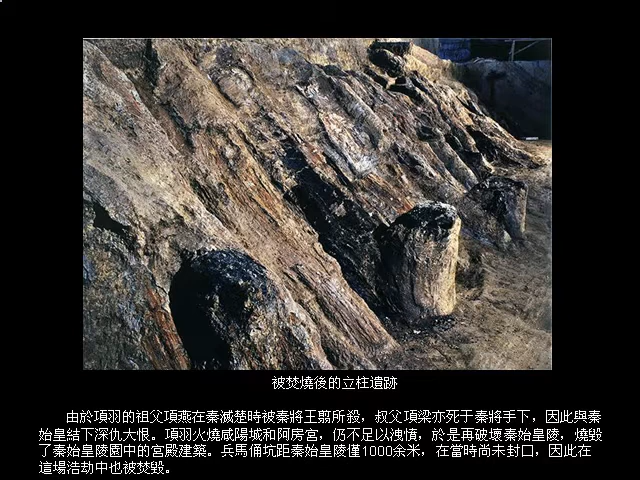 被焚燒後的立柱遺跡
由於項羽的祖父項燕在秦滅楚時被秦將王翦所殺，叔父項梁亦死于秦將手下，因此與秦
始皇結下深仇大恨。項羽火燒咸陽城和阿房宮，仍不足以洩憤，於是再破壞秦始皇陵，燒毀
了秦始皇陵園中的宮殿建築。兵馬俑坑距秦始皇陵僅1000余米，在當時尚未封口，因此在
這場浩劫中也被焚毀。